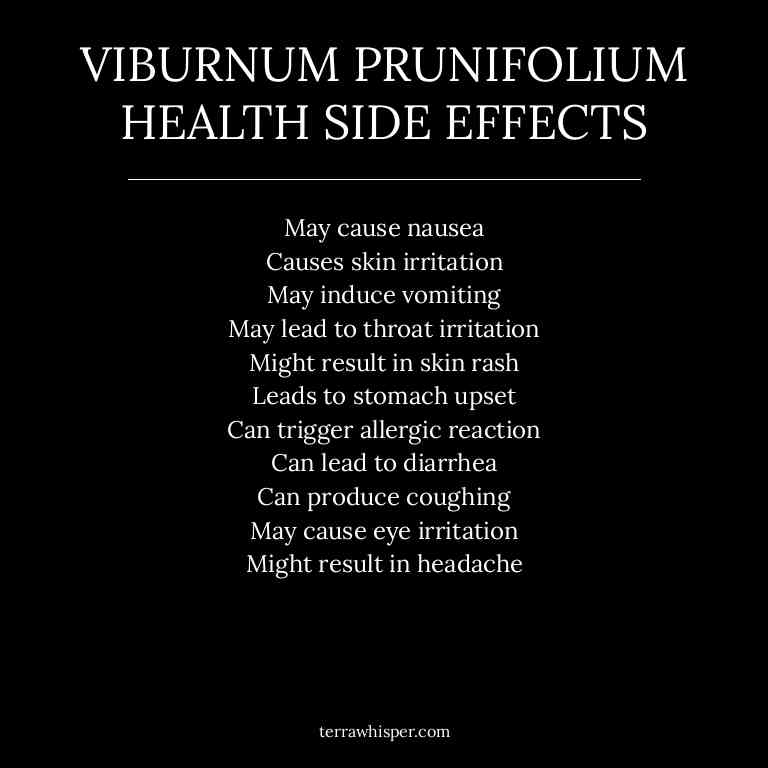 VIBURNUM PRUNIFOLIUM
HEALTH SIDE EFFECTS
May cause nausea
Causes skin irritation
May induce vomiting
May lead to throat irritation
Might result in skin rash
Leads to stomach upset
Can trigger allergic reaction
Can lead to diarrhea
Can produce coughing
May cause eye irritation
Might result in headache
terrawhisper.com